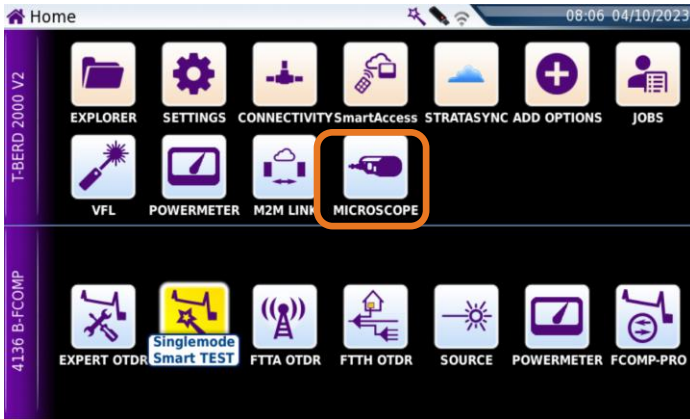 Home
08:06 04/10/2023
T-BERD 2000 V2
EXPLORER SETTINGS CONNECTIVITY SmartAccess STRATASYNC ADD OPTIONS JOBS
VFL POWERMETER M2M LINK MICROSCOPE
4136 B-FCOMP
EXPERT OTDR Singlemode Smart TEST FTTA OTDR FTTH OTDR SOURCE POWERMETER FCOMP-PRO